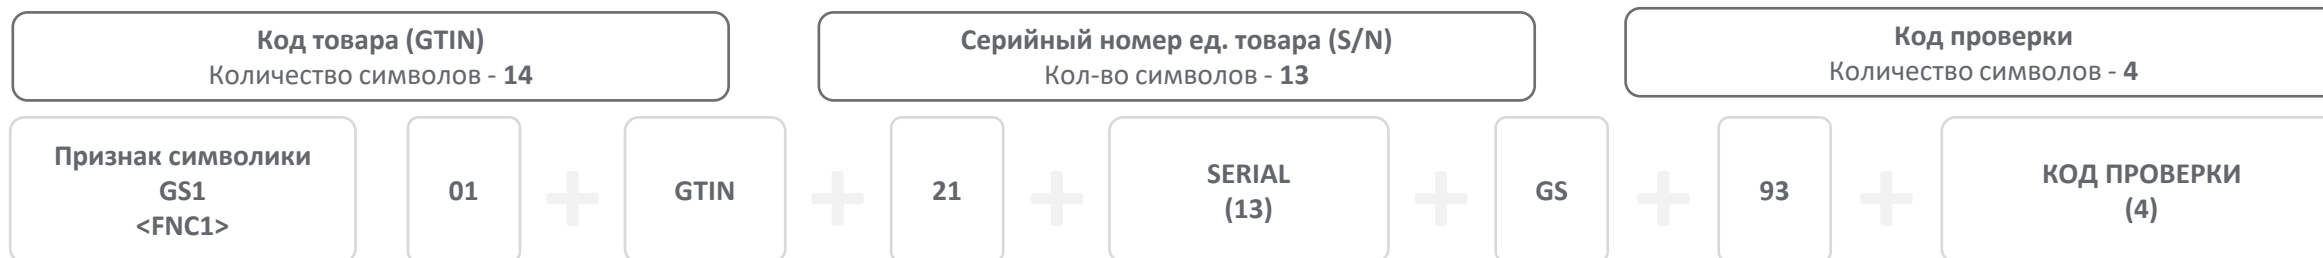 Код товара (GTIN)
Количество символов - 14
Серийный номер ед. товара (S/N)
Кол-во символов - 13
Код проверки
Количество символов - 4
Признак символики
GS1
<FNC1>
01
GTIN
21
SERIAL
(13)
GS
93
КОД ПРОВЕРКИ
(4)